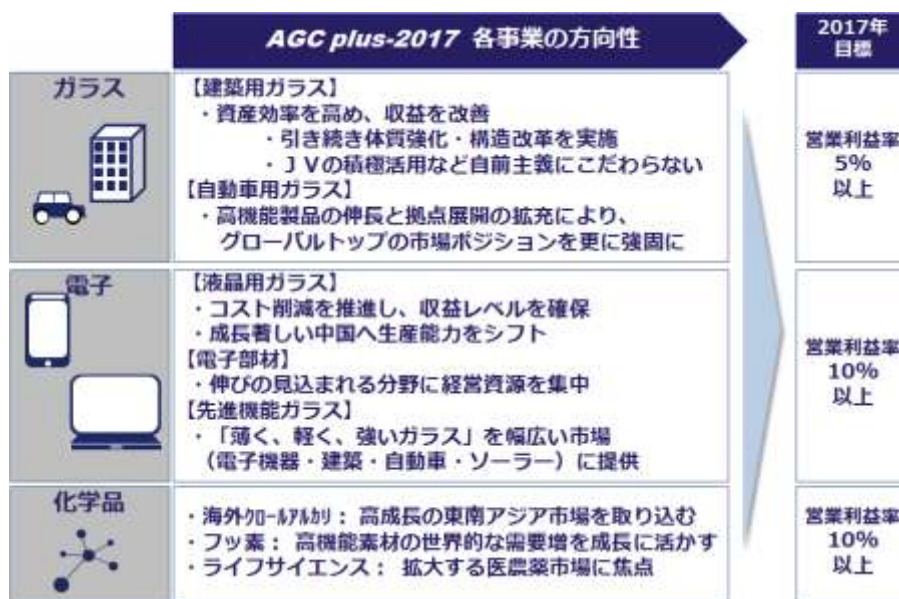 AGC plus-2017 各事業の方向性
2017年
目標
ガラス
【建築用ガラス】
・資産効率を高め、収益を改善
・引き続き体質強化・構造改革を実施
・JVの積極活用など自前主義にこだわらない
【自動車用ガラス】
・高機能製品の伸長と拠点展開の拡充により、
グローバルトップの市場ポジションを更に強固に
営業利益率
5%
以上
電子
【液晶用ガラス】
・コスト削減を推進し、収益レベルを確保
・成長著しい中国へ生産能力をシフト
【電子部材】
・伸びの見込まれる分野に経営資源を集中
【先進機能ガラス】
・「薄く、軽く、強いガラス」を幅広い市場
（電子機器・建築・自動車・ソーラー）に提供
営業利益率
10%
以上
化学品
・海外ｸﾛｰﾙｱﾙｶﾘ： 高成長の東南アジア市場を取り込む
・フッ素： 高機能素材の世界的な需要増を成長に活かす
・ライフサイエンス： 拡大する医農薬市場に焦点
営業利益率
10%
以上